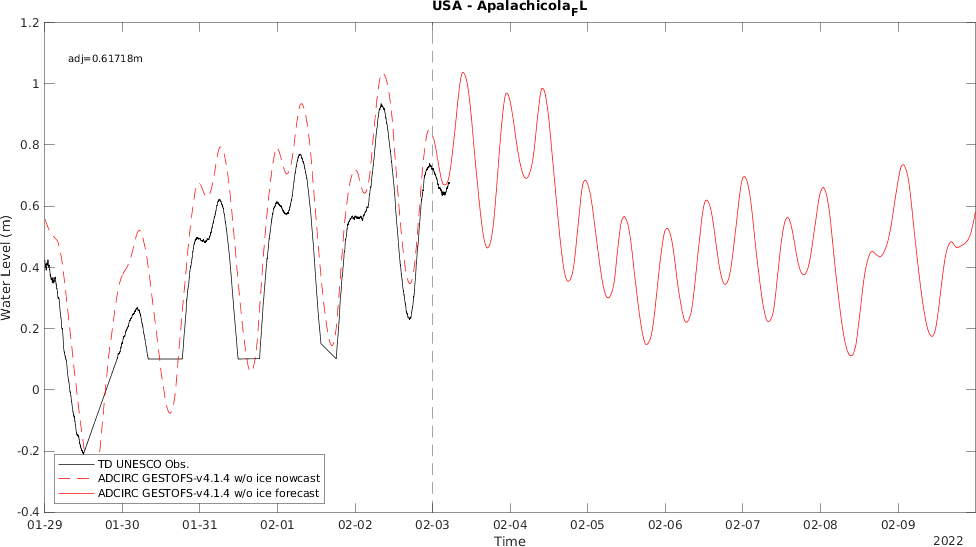 USA - ApalachicolaFL
1.2
adj=0.61718m
1
0.8
0.6
0.4
0.2
0
-0.2
-0.4
Water Level (m)
TD UNESCO Obs.
ADCIRC GESTOFS-v4.1.4 w/o ice nowcast
ADCIRC GESTOFS-v4.1.4 w/o ice forecast
01-29 01-30 01-31 02-01 02-02 02-03 02-04 02-05 02-06 02-07 02-08 02-09
Time
2022